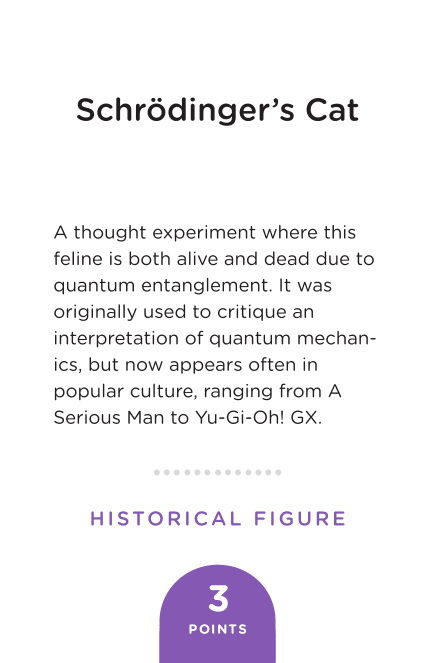 Schrödinger’s Cat
A thought experiment where this
feline is both alive and dead due to
quantum entanglement. It was
originally used to critique an
interpretation of quantum mechan-
ics, but now appears often in
popular culture, ranging from A
Serious Man to Yu-Gi-Oh! GX.
HISTORICAL FIGURE
3
POINTS